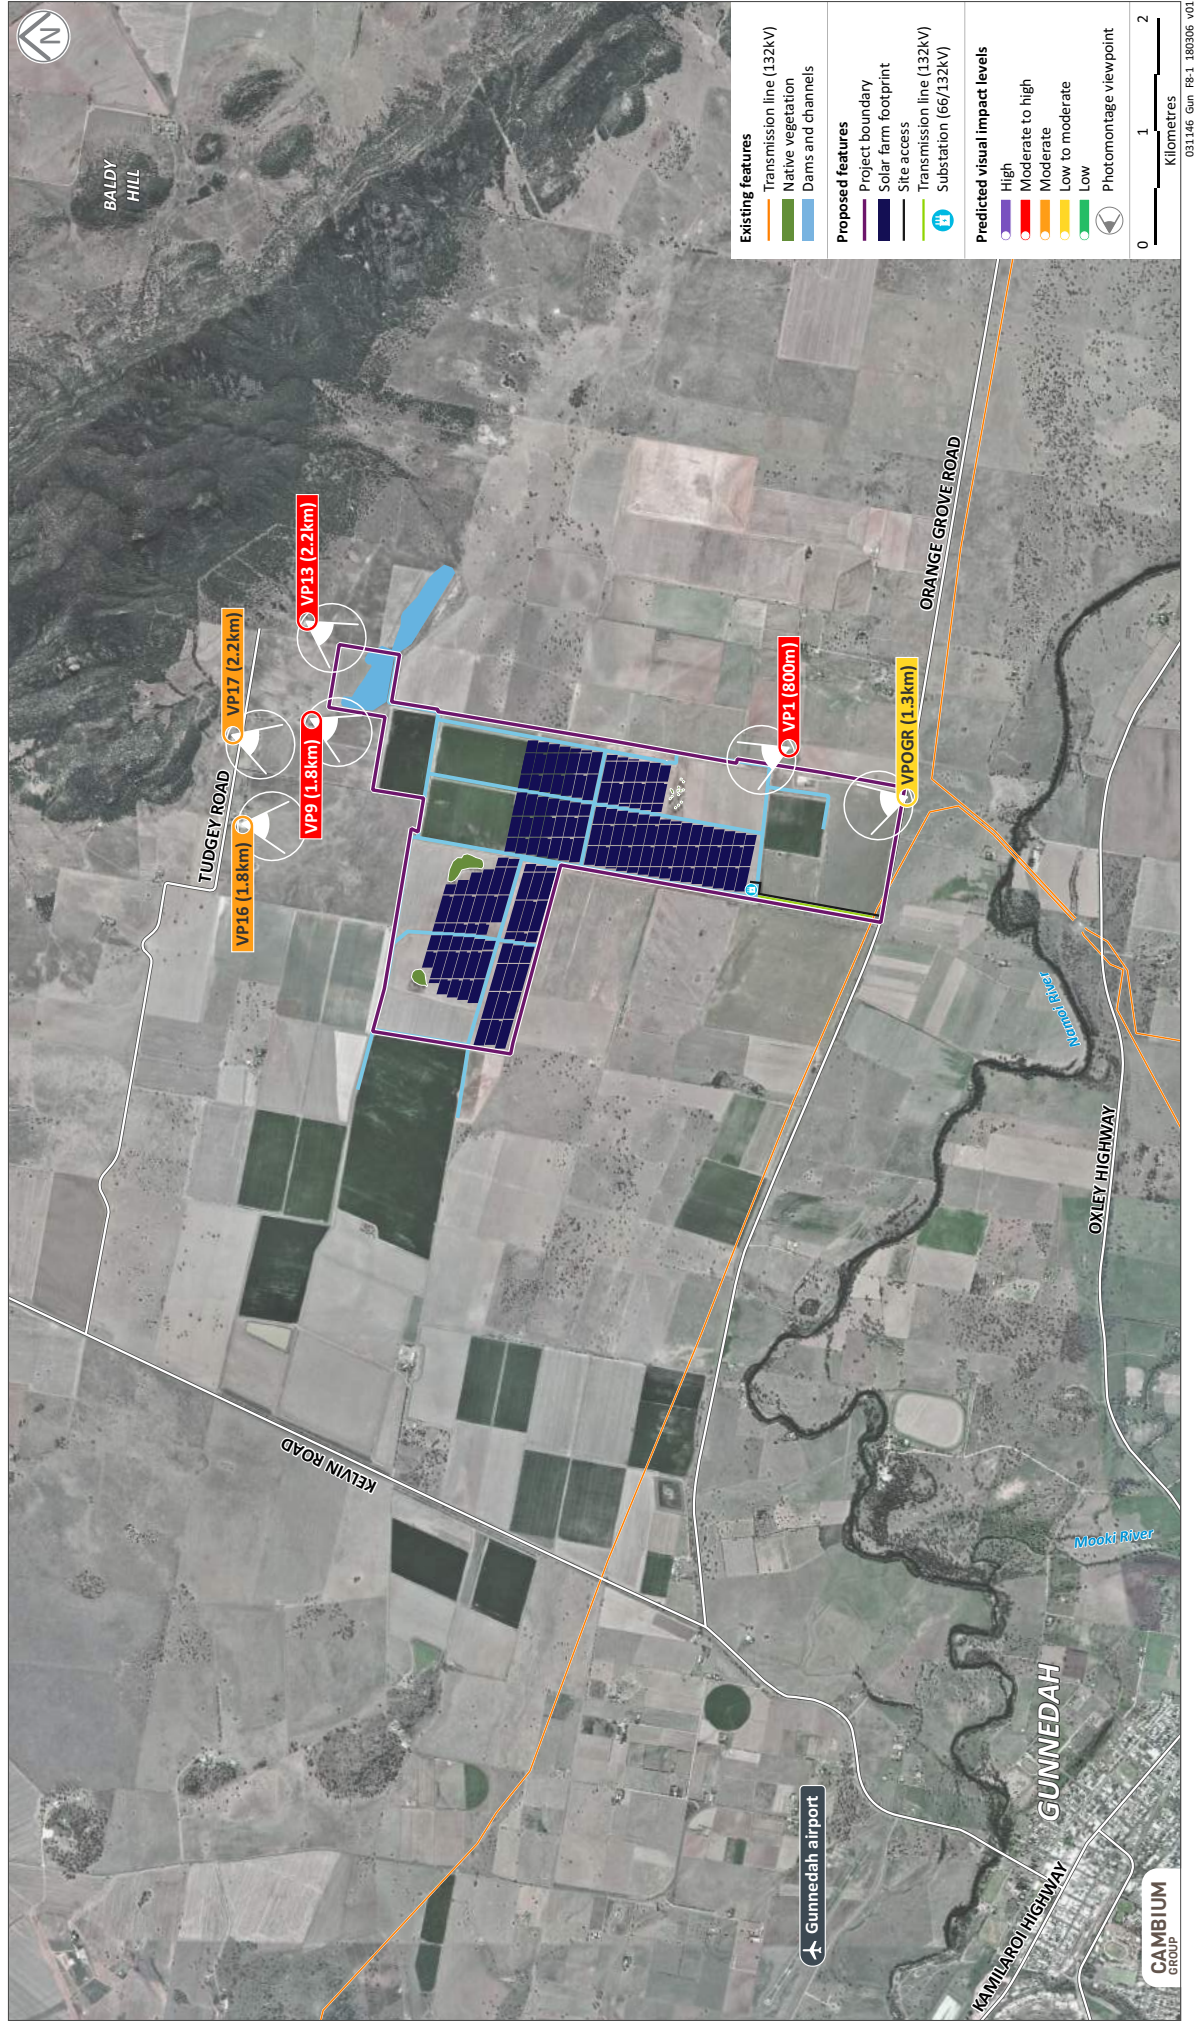 N
BALDY
HILL
TUDGEY ROAD
VP16 (1.8km)
VP17 (2.2km)
VP9 (1.8km)
VP13 (2.2km)
VP1 (800m)
VPOGR (1.3km)
ORANGE GROVE ROAD
KELVIN ROAD
Namoi River
OXLEY HIGHWAY
Mooki River
GUNNEDAH
Gunnedah airport
KAMILAROI HIGHWAY
CAMBIUM
GROUP
Existing features
Transmission line (132kV)
Native vegetation
Dams and channels
Proposed features
Project boundary
Solar farm footprint
Site access
Transmission line (132kV)
Substation (66/132kV)
Predicted visual impact levels
High
Moderate to high
Moderate
Low to moderate
Low
Photomontage viewpoint
0 1 2
Kilometres
031146 Gun F8-1 180306 v01